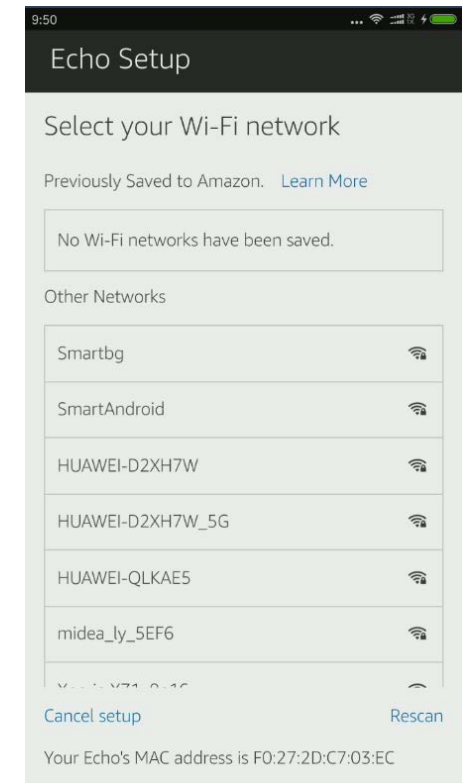 9:50
3G
1X
Echo Setup
Select your Wi-Fi network
Previously Saved to Amazon. Learn More
No Wi-Fi networks have been saved.
Other Networks
Smartbg
SmartAndroid
HUAWEI-D2XH7W
HUAWEI-D2XH7W_5G
HUAWEI-QLKAE5
midea_ly_5EF6
Cancel setup Rescan
Your Echo's MAC address is F0:27:2D:C7:03:EC